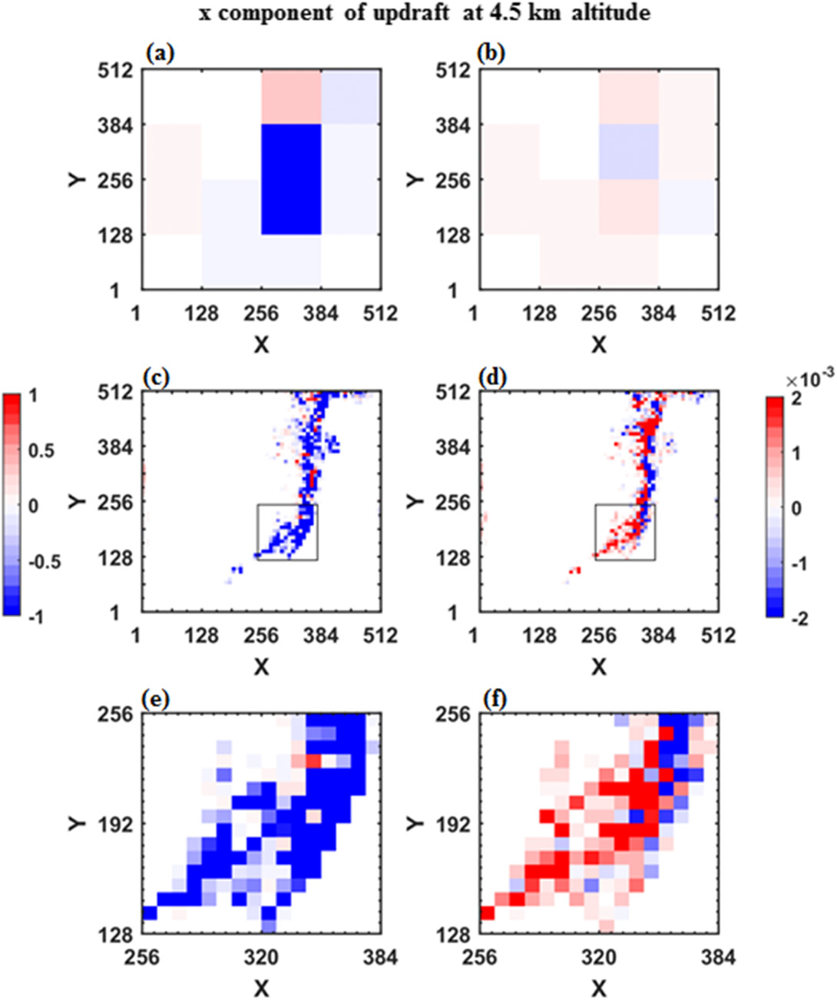 x component of updraft at 4.5 km altitude
(a) (b)
512 512
384 384
Y 256 Y 256
128 128
1 1
1 128 256 384 512 1 128 256 384 512
X X
(c) (d)
×10-3
1 512 512 2
0.5 384 384 1
0 Y 256 Y 256 0
-0.5 128 128 -1
-1 1 1 -2
1 128 256 384 512 1 128 256 384 512
X X
(e) (f)
256 256
Y 192 Y 192
128 128
256 320 384 256 320 384
X X